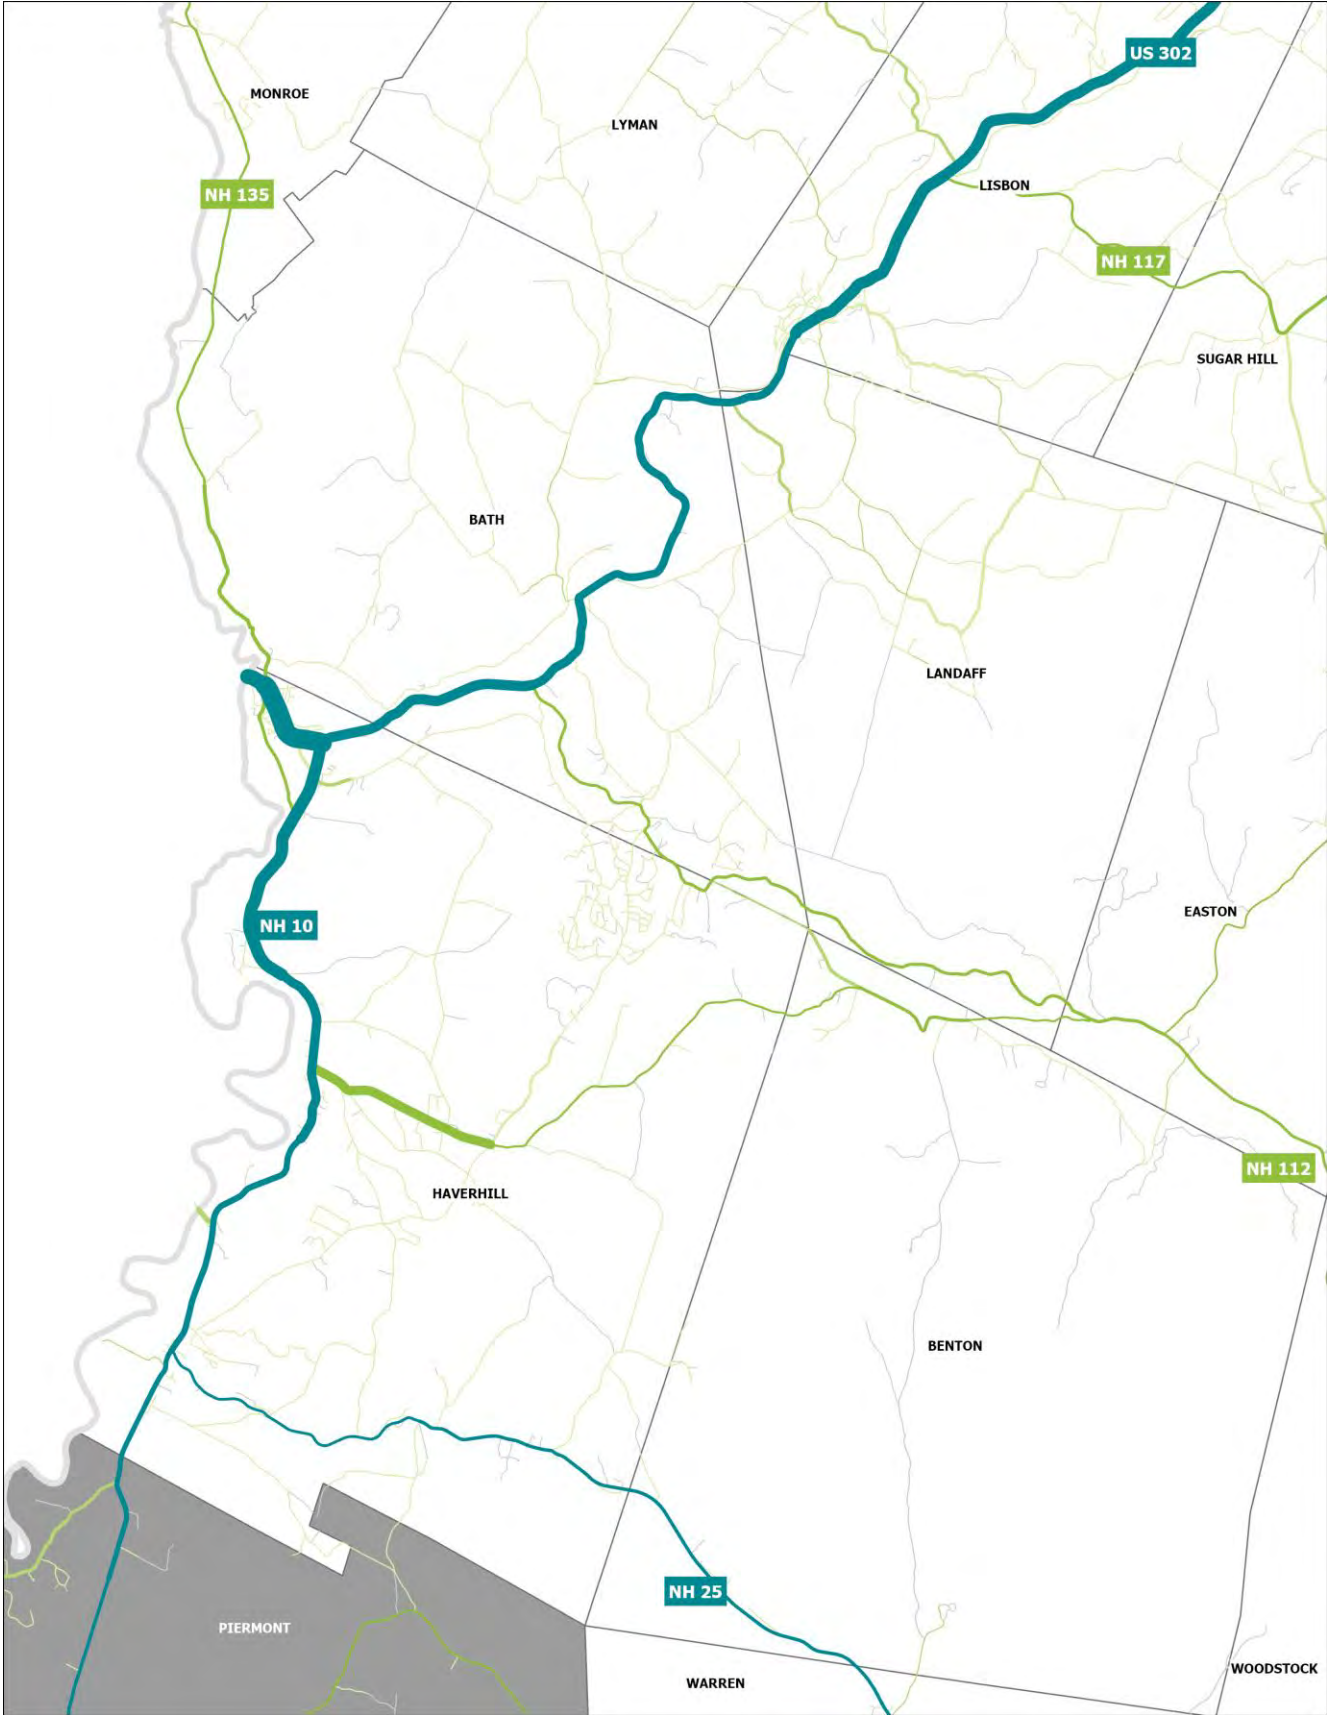 US 302
MONROE
LYMAN
LISBON
NH 135
NH 117
SUGAR HILL
BATH
LANDAFF
EASTON
NH 10
NH 112
HAVERHILL
BENTON
NH 25
PIERMONT
WOODSTOCK
WARREN